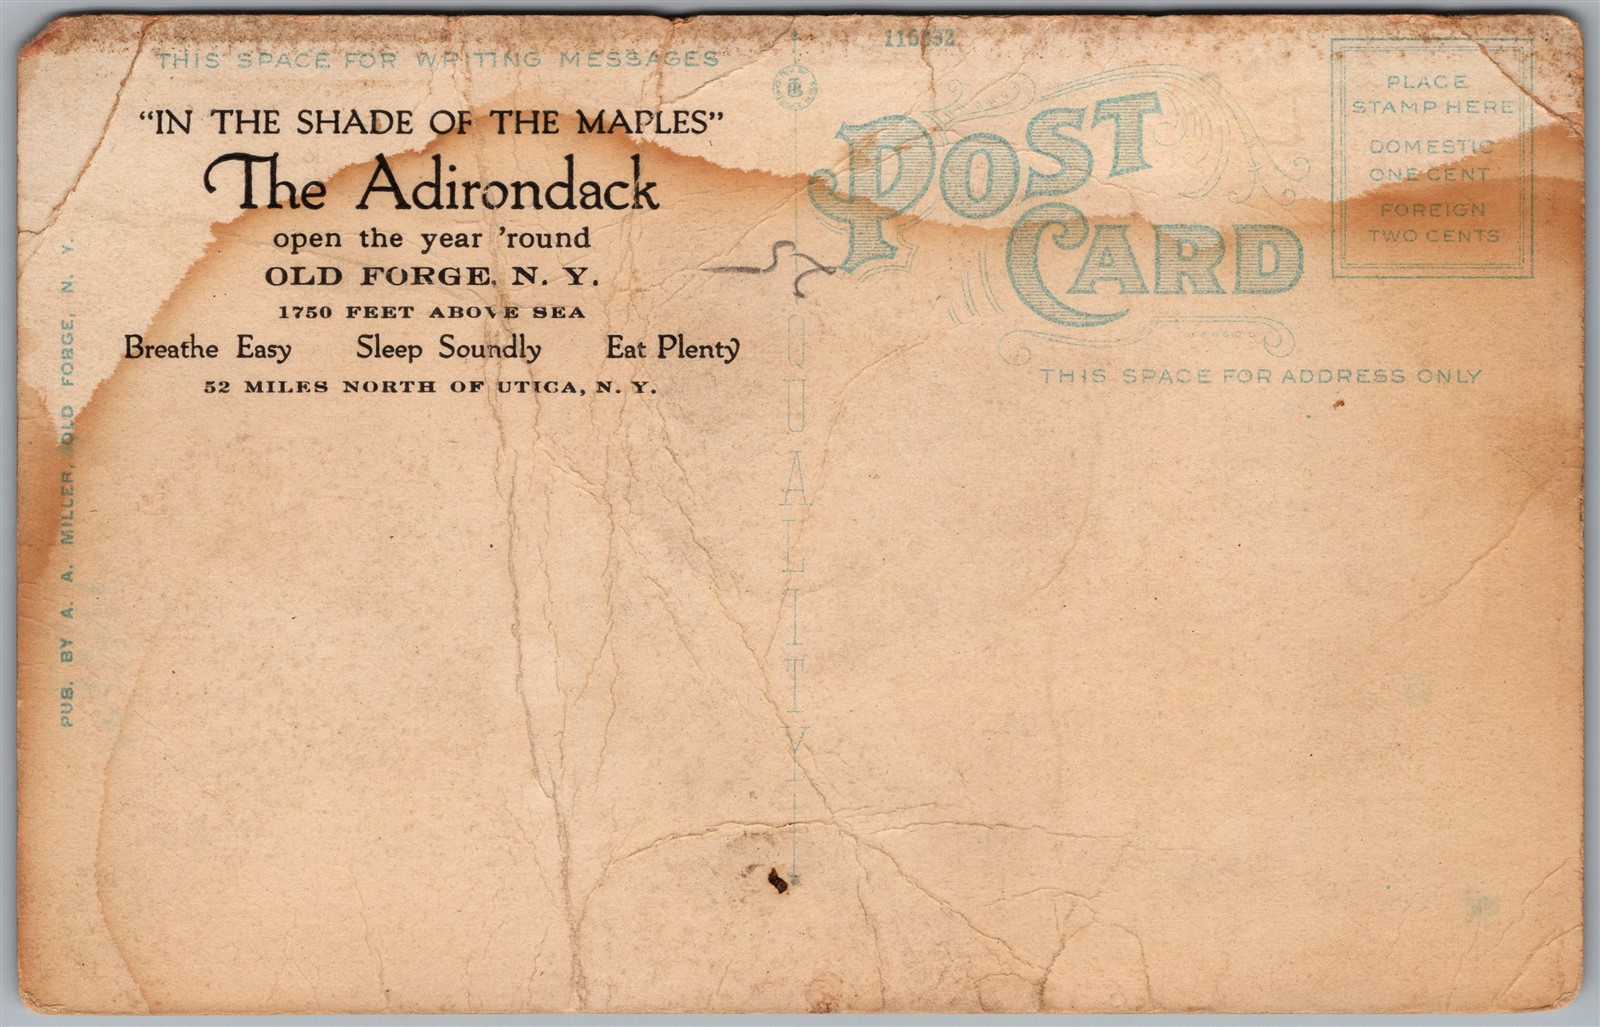 THIS SPACE FOR WRITING MESSAGES
"IN THE SHADE OF THE MAPLES"
The Adirondack
open the year 'round
OLD FORGE, N. Y.
1750 FEET ABOVE SEA
Breathe Easy Sleep Soundly Eat Plenty
52 MILES NORTH OF UTICA, N. Y.
PUB. BY A. A. MILLER, OLD FORGE, N. Y.
QUALITY
POST
CARD
THIS SPACE FOR ADDRESS ONLY
PLACE
STAMP HERE
DOMESTIC
ONE CENT
FOREIGN
TWO CENTS